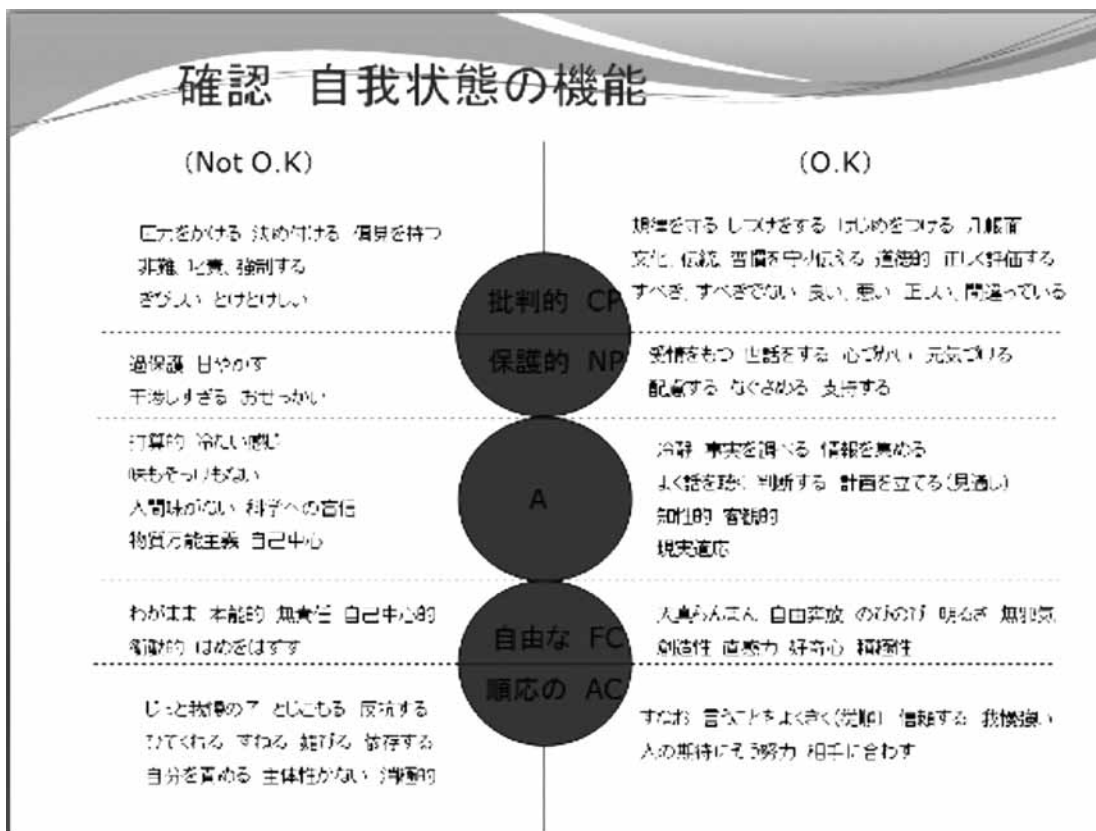 確認 自我状態の機能
(Not O.K)
(O.K)
圧力をかける 決め付ける 偏見を持つ
非難、叱責、強制する
きびしい とげとげしい
規律を守る しつけをする けじめをつける 几帳面
文化、伝統、習慣を守り伝える 道徳的 正しく評価する
すべき、すべきでない 良い、悪い 正しい、間違っている
批判的 CP
保護的 NP
過保護 甘やかす
干渉しすぎる おせっかい
愛情をもつ 世話をする 心づかい 元気づける
配慮する なぐさめる 支持する
打算的 冷たい感じ
味もそっけもない
人間味がない 科学への盲信
物質万能主義 自己中心
A
冷静 事実を調べる 情報を集める
よく話を聴く 判断する 計画を立てる(見通し)
知性的 客観的
現実適応
わがまま 本能的 無責任 自己中心的
衝動的 はめをはずす
自由な FC
順応の AC
天真らんまん 自由奔放 のびのび 明るさ 無邪気
創造性 直感力 好奇心 積極性
じっと我慢の子 とじこもる 反抗する
ひてくれる すねる 媚びる 依存する
自分を責める 主体性がない 消極的
すなお 言うことをよくきく(従順) 信頼する 我慢強い
人の期待にそう努力 相手に合わす